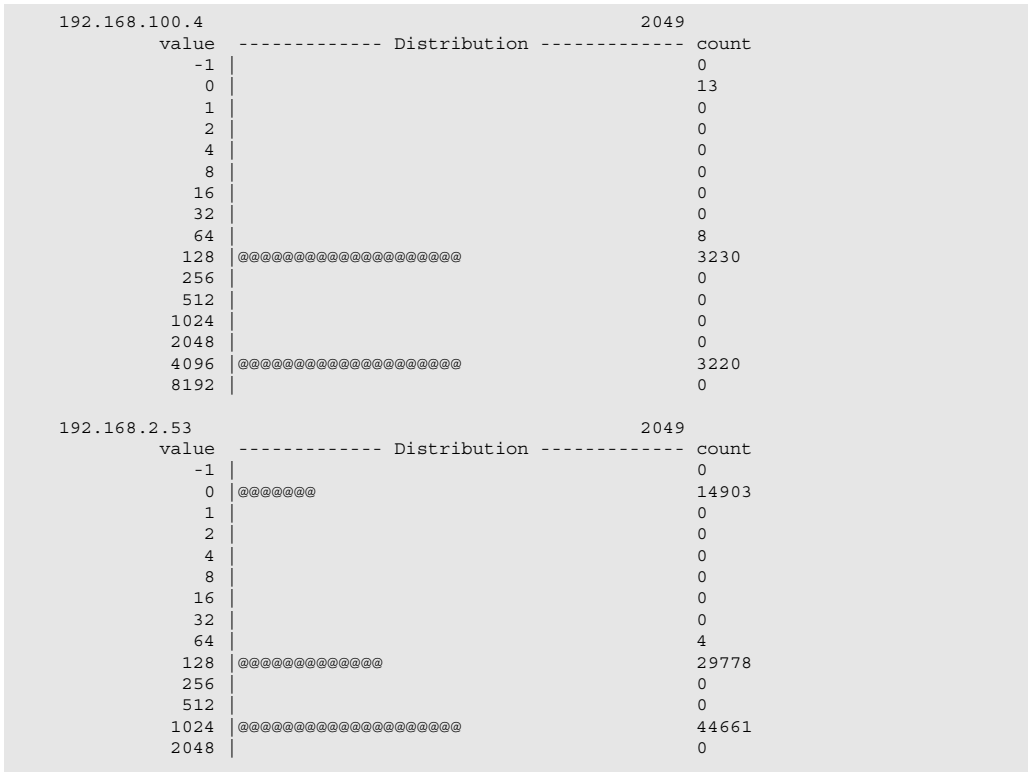 192.168.100.4 2049
value ------------- Distribution ------------- count
-1 | 0
0 | 13
1 | 0
2 | 0
4 | 0
8 | 0
16 | 0
32 | 0
64 | 8
128 |@@@@@@@@@@@@@@@@@@@@ 3230
256 | 0
512 | 0
1024 | 0
2048 | 0
4096 |@@@@@@@@@@@@@@@@@@@@ 3220
8192 | 0
192.168.2.53 2049
value ------------- Distribution ------------- count
-1 | 0
0 |@@@@@@@ 14903
1 | 0
2 | 0
4 | 0
8 | 0
16 | 0
32 | 0
64 | 4
128 |@@@@@@@@@@@@@ 29778
256 | 0
512 | 0
1024 |@@@@@@@@@@@@@@@@@@@@ 44661
2048 | 0